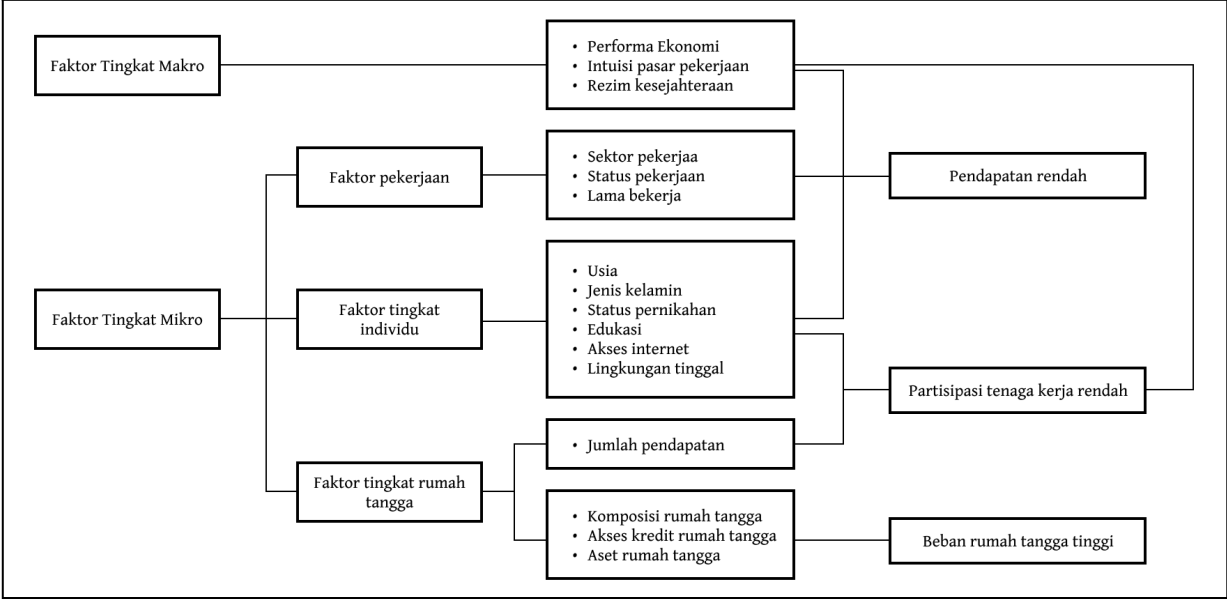 Faktor Tingkat Makro
• Performa Ekonomi
• Intuisi pasar pekerjaan
• Rezim kesejahteraan
Faktor pekerjaan
• Sektor pekerjaa
• Status pekerjaan
• Lama bekerja
Pendapatan rendah
Faktor Tingkat Mikro
Faktor tingkat
individu
• Usia
• Jenis kelamin
• Status pernikahan
• Edukasi
• Akses internet
• Lingkungan tinggal
Partisipasi tenaga kerja rendah
Faktor tingkat rumah
tangga
• Jumlah pendapatan
• Komposisi rumah tangga
• Akses kredit rumah tangga
• Aset rumah tangga
Beban rumah tangga tinggi